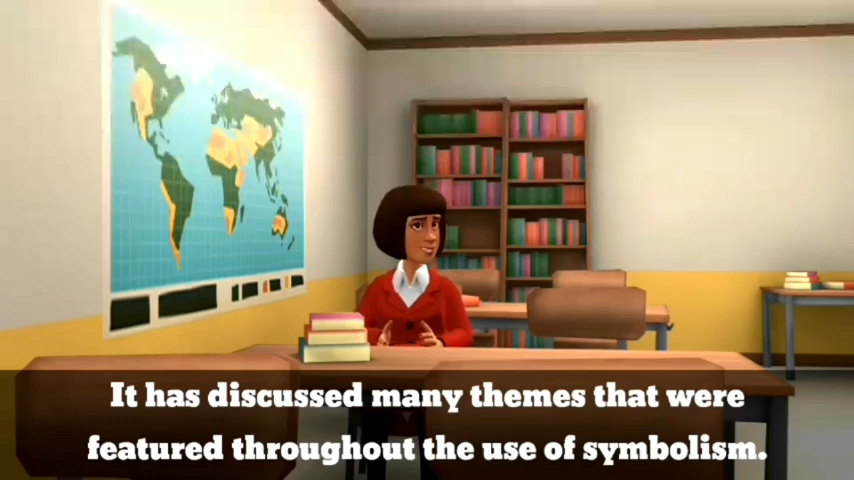 It has discussed many themes that were
featured throughout the use of symbolism.